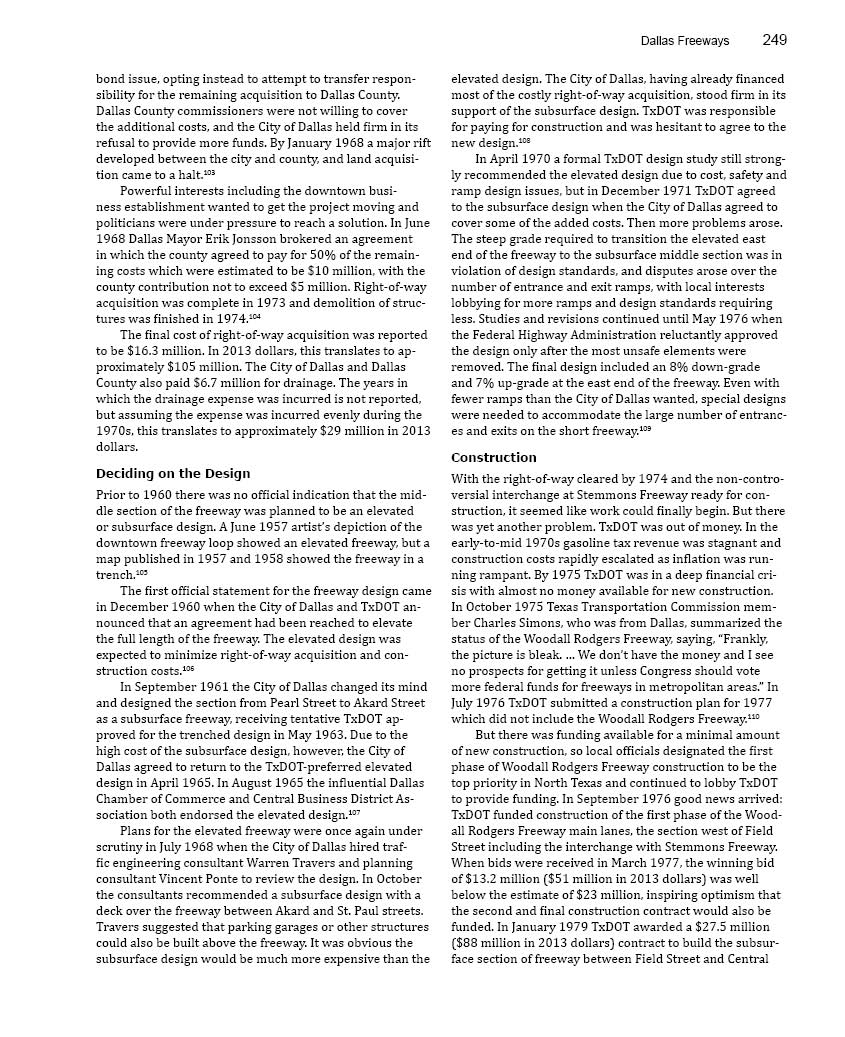 Dallas Freeways 249
bond issue, opting instead to attempt to transfer respon-
sibility for the remaining acquisition to Dallas County.
Dallas County commissioners were not willing to cover
the additional costs, and the City of Dallas held firm in its
refusal to provide more funds. By January 1968 a major rift
developed between the city and county, and land acquisi-
tion came to a halt.¹⁰³
Powerful interests including the downtown busi-
ness establishment wanted to get the project moving and
politicians were under pressure to reach a solution. In June
1968 Dallas Mayor Erik Jonsson brokered an agreement
in which the county agreed to pay for 50% of the remain-
ing costs which were estimated to be $10 million, with the
county contribution not to exceed $5 million. Right-of-way
acquisition was complete in 1973 and demolition of struc-
tures was finished in 1974.¹⁰⁴
The final cost of right-of-way acquisition was reported
to be $16.3 million. In 2013 dollars, this translates to ap-
proximately $105 million. The City of Dallas and Dallas
County also paid $6.7 million for drainage. The years in
which the drainage expense was incurred is not reported,
but assuming the expense was incurred evenly during the
1970s, this translates to approximately $29 million in 2013
dollars.
Deciding on the Design
Prior to 1960 there was no official indication that the mid-
dle section of the freeway was planned to be an elevated
or subsurface design. A June 1957 artist's depiction of the
downtown freeway loop showed an elevated freeway, but a
map published in 1957 and 1958 showed the freeway in a
trench.¹⁰⁵
The first official statement for the freeway design came
in December 1960 when the City of Dallas and TxDOT an-
nounced that an agreement had been reached to elevate
the full length of the freeway. The elevated design was
expected to minimize right-of-way acquisition and con-
struction costs.¹⁰⁶
In September 1961 the City of Dallas changed its mind
and designed the section from Pearl Street to Akard Street
as a subsurface freeway, receiving tentative TxDOT ap-
proved for the trenched design in May 1963. Due to the
high cost of the subsurface design, however, the City of
Dallas agreed to return to the TxDOT-preferred elevated
design in April 1965. In August 1965 the influential Dallas
Chamber of Commerce and Central Business District As-
sociation both endorsed the elevated design.¹⁰⁷
Plans for the elevated freeway were once again under
scrutiny in July 1968 when the City of Dallas hired traf-
fic engineering consultant Warren Travers and planning
consultant Vincent Ponte to review the design. In October
the consultants recommended a subsurface design with a
deck over the freeway between Akard and St. Paul streets.
Travers suggested that parking garages or other structures
could also be built above the freeway. It was obvious the
subsurface design would be much more expensive than the
elevated design. The City of Dallas, having already financed
most of the costly right-of-way acquisition, stood firm in its
support of the subsurface design. TxDOT was responsible
for paying for construction and was hesitant to agree to the
new design.¹⁰⁸
In April 1970 a formal TxDOT design study still strong-
ly recommended the elevated design due to cost, safety and
ramp design issues, but in December 1971 TxDOT agreed
to the subsurface design when the City of Dallas agreed to
cover some of the added costs. Then more problems arose.
The steep grade required to transition the elevated east
end of the freeway to the subsurface middle section was in
violation of design standards, and disputes arose over the
number of entrance and exit ramps, with local interests
lobbying for more ramps and design standards requiring
less. Studies and revisions continued until May 1976 when
the Federal Highway Administration reluctantly approved
the design only after the most unsafe elements were
removed. The final design included an 8% down-grade
and 7% up-grade at the east end of the freeway. Even with
fewer ramps than the City of Dallas wanted, special designs
were needed to accommodate the large number of entranc-
es and exits on the short freeway.¹⁰⁹
Construction
With the right-of-way cleared by 1974 and the non-contro-
versial interchange at Stemmons Freeway ready for con-
struction, it seemed like work could finally begin. But there
was yet another problem. TxDOT was out of money. In the
early-to-mid 1970s gasoline tax revenue was stagnant and
construction costs rapidly escalated as inflation was run-
ning rampant. By 1975 TxDOT was in a deep financial cri-
sis with almost no money available for new construction.
In October 1975 Texas Transportation Commission mem-
ber Charles Simons, who was from Dallas, summarized the
status of the Woodall Rodgers Freeway, saying, "Frankly,
the picture is bleak. ... We don't have the money and I see
no prospects for getting it unless Congress should vote
more federal funds for freeways in metropolitan areas." In
July 1976 TxDOT submitted a construction plan for 1977
which did not include the Woodall Rodgers Freeway.¹¹⁰
But there was funding available for a minimal amount
of new construction, so local officials designated the first
phase of Woodall Rodgers Freeway construction to be the
top priority in North Texas and continued to lobby TxDOT
to provide funding. In September 1976 good news arrived:
TxDOT funded construction of the first phase of the Wood-
all Rodgers Freeway main lanes, the section west of Field
Street including the interchange with Stemmons Freeway.
When bids were received in March 1977, the winning bid
of $13.2 million ($51 million in 2013 dollars) was well
below the estimate of $23 million, inspiring optimism that
the second and final construction contract would also be
funded. In January 1979 TxDOT awarded a $27.5 million
($88 million in 2013 dollars) contract to build the subsur-
face section of freeway between Field Street and Central